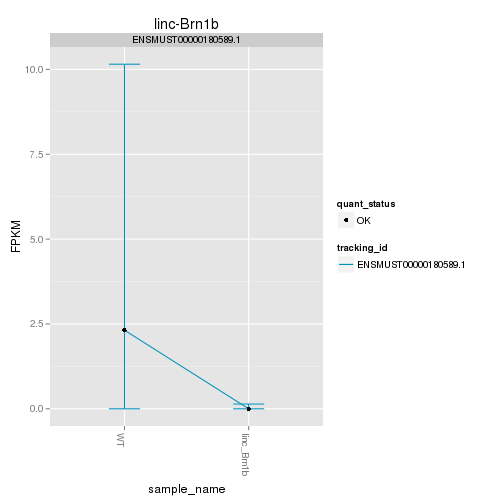 linc-Brn1b
ENSMUST00000180589.1
10.0
7.5
5.0
2.5
0.0
FPKM
WT
linc_Brn1b
sample_name
quant_status
OK
tracking_id
ENSMUST00000180589.1